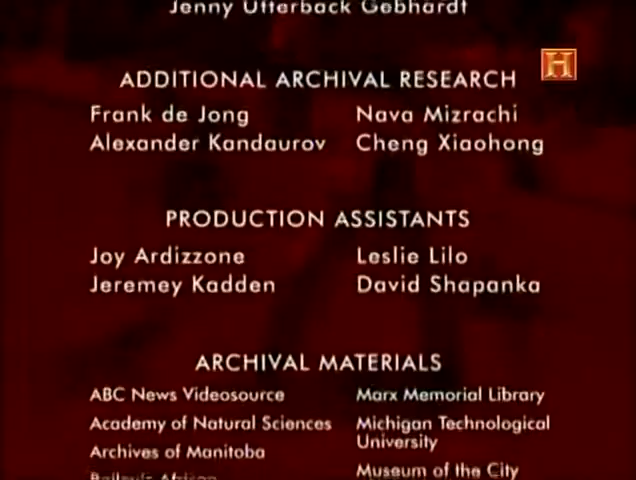 Jenny Utterback Gebhardt
H
ADDITIONAL ARCHIVAL RESEARCH
Frank de Jong
Nava Mizrachi
Alexander Kandaurov
Cheng Xiaohong
PRODUCTION ASSISTANTS
Joy Ardizzone
Leslie Lilo
Jeremey Kadden
David Shapanka
ARCHIVAL MATERIALS
ABC News Videosource
Marx Memorial Library
Academy of Natural Sciences
Michigan Technological
University
Archives of Manitoba
Museum of the City